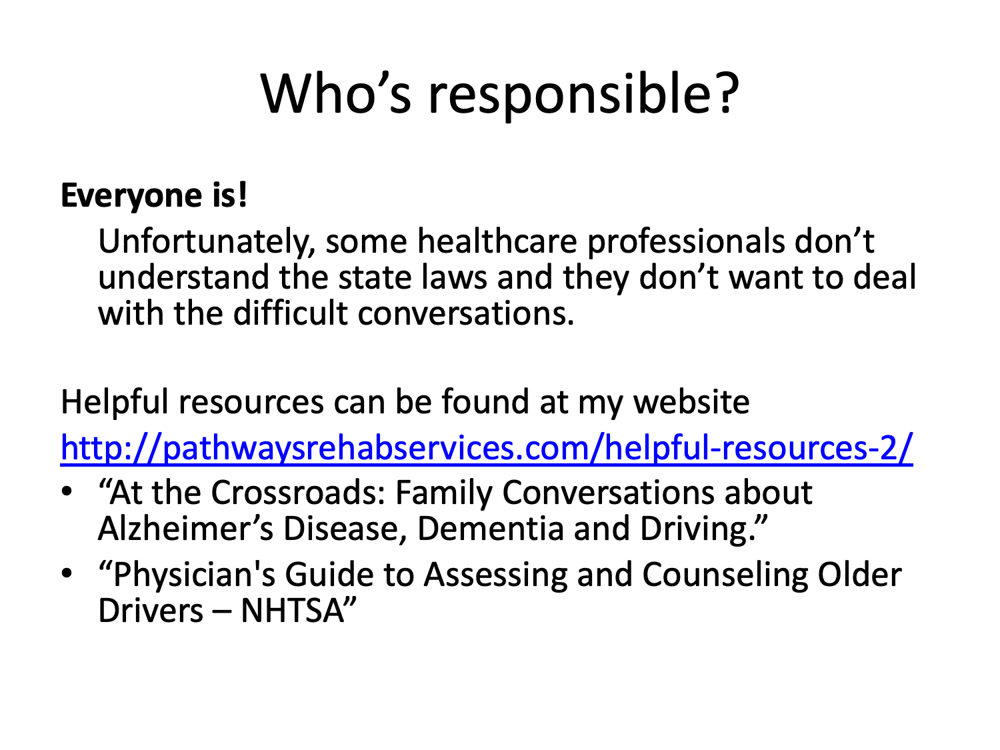 Who’s responsible?
Everyone is!
Unfortunately, some healthcare professionals don’t
understand the state laws and they don’t want to deal
with the difficult conversations.
Helpful resources can be found at my website
http://pathwaysrehabservices.com/helpful-resources-2/
• “At the Crossroads: Family Conversations about
Alzheimer’s Disease, Dementia and Driving.”
• “Physician's Guide to Assessing and Counseling Older
Drivers – NHTSA”